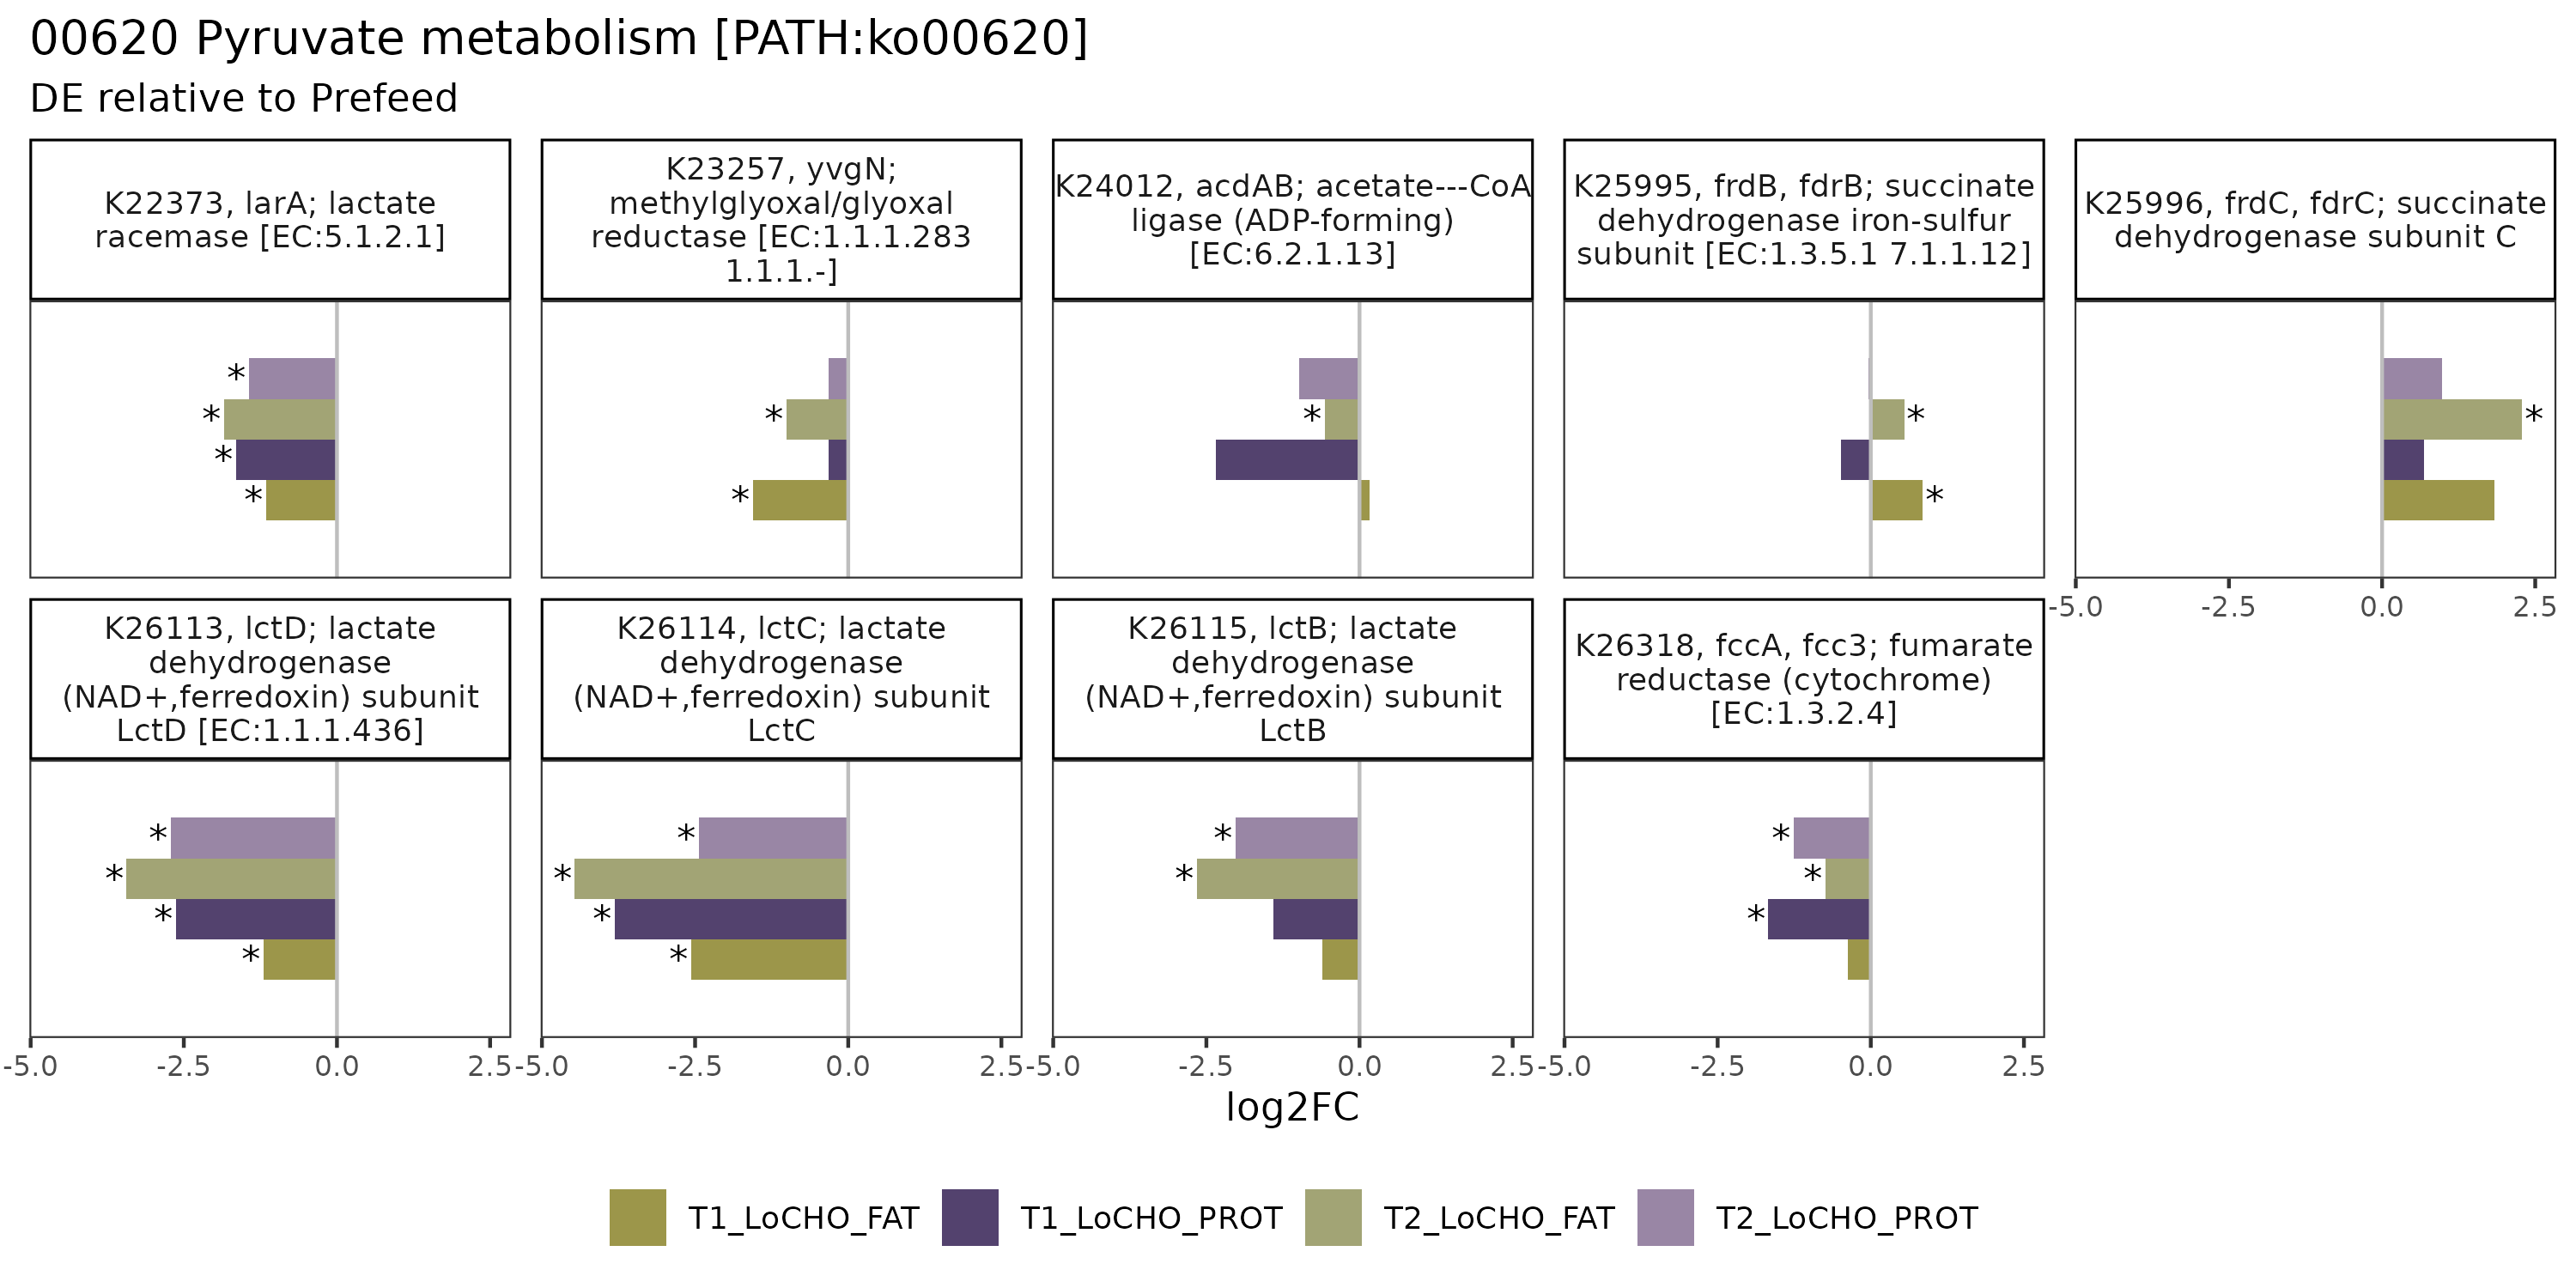 00620 Pyruvate metabolism [PATH:ko00620]
DE relative to Prefeed
K22373, larA; lactate
racemase [EC:5.1.2.1]
K23257, yvgN;
methylglyoxal/glyoxal
reductase [EC:1.1.1.283
1.1.1.-]
K24012, acdAB; acetate---CoA
ligase (ADP-forming)
[EC:6.2.1.13]
K25995, frdB, fdrB; succinate
dehydrogenase iron-sulfur
subunit [EC:1.3.5.1 7.1.1.12]
K25996, frdC, fdrC; succinate
dehydrogenase subunit C
*
*
*
*
*
*
*
*
*
*
-5.0 -2.5 0.0 2.5
K26113, lctD; lactate
dehydrogenase
(NAD+,ferredoxin) subunit
LctD [EC:1.1.1.436]
K26114, lctC; lactate
dehydrogenase
(NAD+,ferredoxin) subunit
LctC
K26115, lctB; lactate
dehydrogenase
(NAD+,ferredoxin) subunit
LctB
K26318, fccA, fcc3; fumarate
reductase (cytochrome)
[EC:1.3.2.4]
*
*
*
*
*
*
*
*
*
*
*
*
*
-5.0 -2.5 0.0 2.5
-5.0 -2.5 0.0 2.5
-5.0 -2.5 0.0 2.5
-5.0 -2.5 0.0 2.5
log2FC
T1_LoCHO_FAT T1_LoCHO_PROT T2_LoCHO_FAT T2_LoCHO_PROT